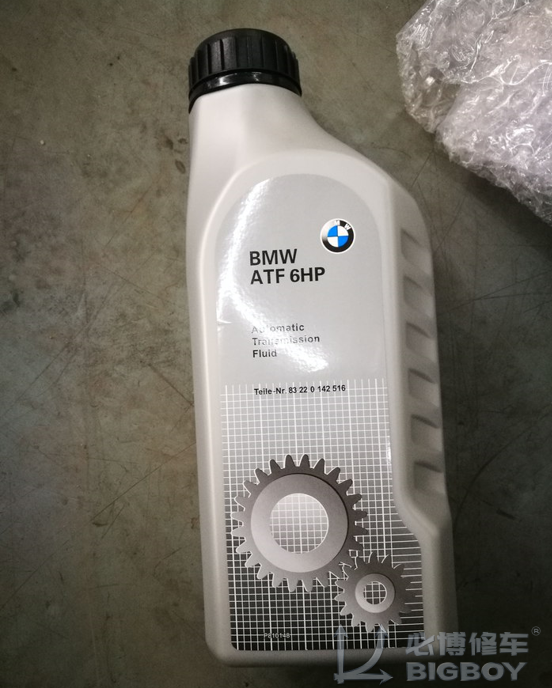 BMW
ATF 6HP
Automatic
Transmission
Fluid
Teile-Nr. 83 22 0 142 516
必博修车®
BIGBOY